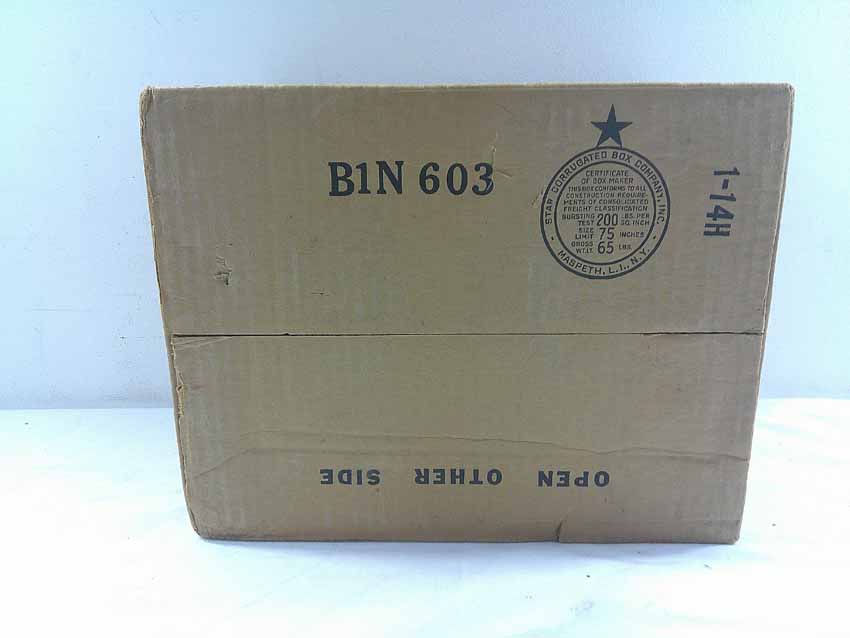 B1N 603
STAR CORRUGATED BOX COMPANY, INC.
CERTIFICATE
OF BOX MAKER
THIS BOX CONFORMS TO ALL
CONSTRUCTION REQUIRE-
MENTS OF CONSOLIDATED
FREIGHT CLASSIFICATION
BURSTING TEST 200 LBS. PER SQ. INCH
SIZE LIMIT 75 INCHES
GROSS WT.LT. 65 LBS.
MASPETH, L.I., N.Y.
1-14H
OPEN OTHER SIDE